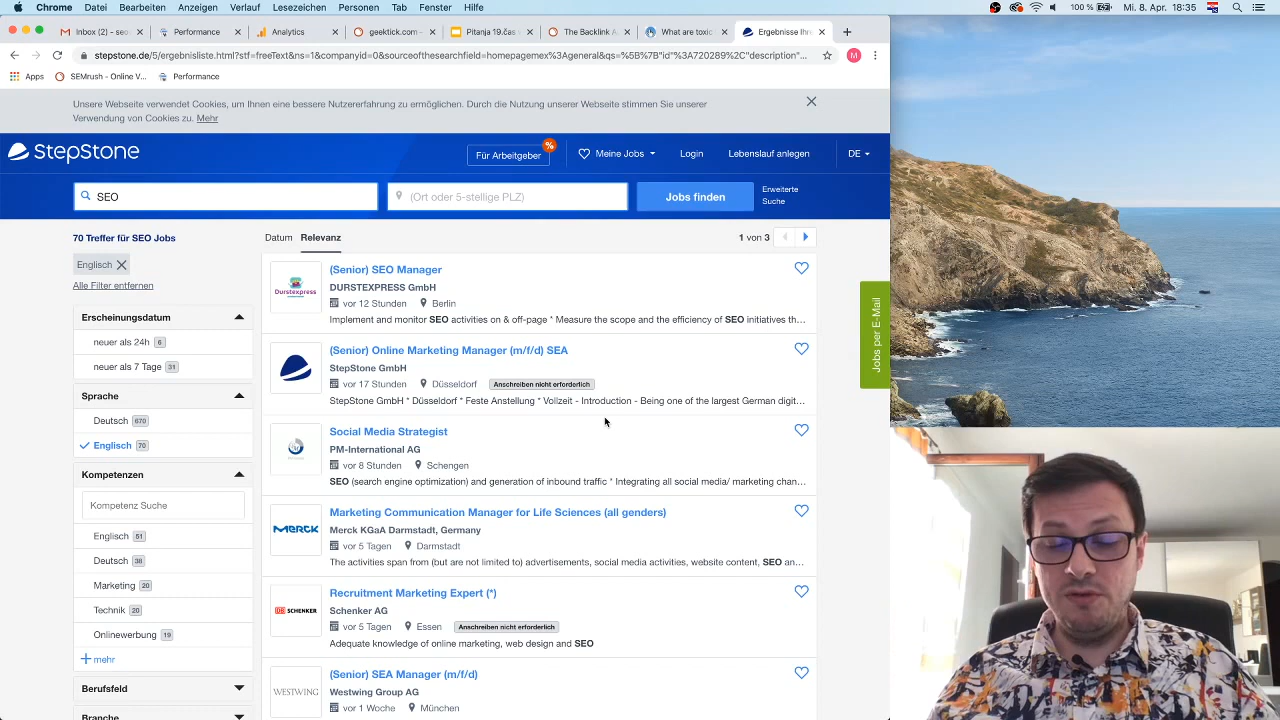 Chrome Datei Bearbeiten Anzeigen Verlauf Lesezeichen Personen Tab Fenster Hilfe 100 % Mi. 8. Apr. 18:35
Inbox (2) - seo Performance Analytics geektick.com – Pitanja 19.čas The Backlink A What are toxic Ergebnisse Ihre
stepstone.de/5/ergebnisliste.html?stf=freeText&ns=1&companyid=0&sourceofthesearchfield=homepagemex%3Ageneral&qs=%5B%7B"id"%3A720289%2C"description"...
M
Apps SEMrush - Online V... Performance
Unsere Webseite verwendet Cookies, um Ihnen eine bessere Nutzererfahrung zu ermöglichen. Durch die Nutzung unserer Webseite stimmen Sie unserer
Verwendung von Cookies zu. Mehr
StepStone Für Arbeitgeber % Meine Jobs Login Lebenslauf anlegen DE
SEO (Ort oder 5-stellige PLZ) Jobs finden Erweiterte
Suche
70 Treffer für SEO Jobs Datum Relevanz 1 von 3
Englisch
Alle Filter entfernen
Erscheinungsdatum
neuer als 24h 6
neuer als 7 Tage 31
Sprache
Deutsch 670
Englisch 70
Kompetenzen
Kompetenz Suche
Englisch 51
Deutsch 38
Marketing 20
Technik 20
Onlinewerbung 19
mehr
Berufsfeld
Branche
Durstexpress
(Senior) SEO Manager
DURSTEXPRESS GmbH
vor 12 Stunden Berlin
Implement and monitor SEO activities on & off-page * Measure the scope and the efficiency of SEO initiatives th...
(Senior) Online Marketing Manager (m/f/d) SEA
StepStone GmbH
vor 17 Stunden Düsseldorf Anschreiben nicht erforderlich
StepStone GmbH * Düsseldorf * Feste Anstellung * Vollzeit - Introduction - Being one of the largest German digit...
Social Media Strategist
PM-International AG
vor 8 Stunden Schengen
SEO (search engine optimization) and generation of inbound traffic * Integrating all social media/ marketing chan...
MERCK
Marketing Communication Manager for Life Sciences (all genders)
Merck KGaA Darmstadt, Germany
vor 5 Tagen Darmstadt
The activities span from (but are not limited to) advertisements, social media activities, website content, SEO an...
DB SCHENKER
Recruitment Marketing Expert (*)
Schenker AG
vor 5 Tagen Essen Anschreiben nicht erforderlich
Adequate knowledge of online marketing, web design and SEO
WESTWING
(Senior) SEA Manager (m/f/d)
Westwing Group AG
vor 1 Woche München
Jobs per E-Mail